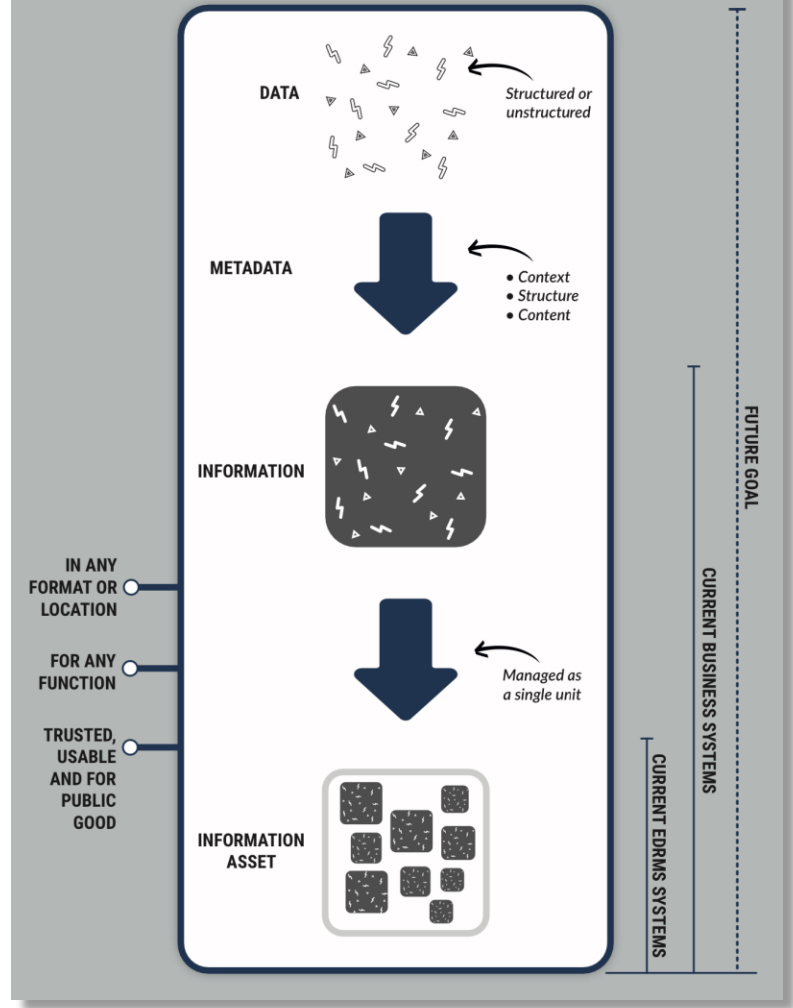 DATA
Structured or
unstructured
METADATA
• Context
• Structure
• Content
INFORMATION
IN ANY
FORMAT OR
LOCATION
FOR ANY
FUNCTION
TRUSTED,
USABLE
AND FOR
PUBLIC
GOOD
Managed as
a single unit
INFORMATION
ASSET
CURRENT EDRMS SYSTEMS
CURRENT BUSINESS SYSTEMS
FUTURE GOAL